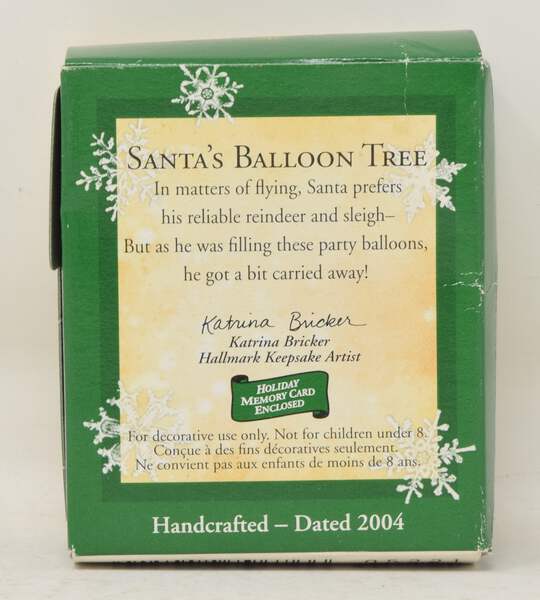 SANTA'S BALLOON TREE
In matters of flying, Santa prefers
his reliable reindeer and sleigh–
But as he was filling these party balloons,
he got a bit carried away!
Katrina Bricker
Katrina Bricker
Hallmark Keepsake Artist
HOLIDAY
MEMORY CARD
ENCLOSED
For decorative use only. Not for children under 8.
Conçue à des fins décoratives seulement.
Ne convient pas aux enfants de moins de 8 ans.
Handcrafted – Dated 2004